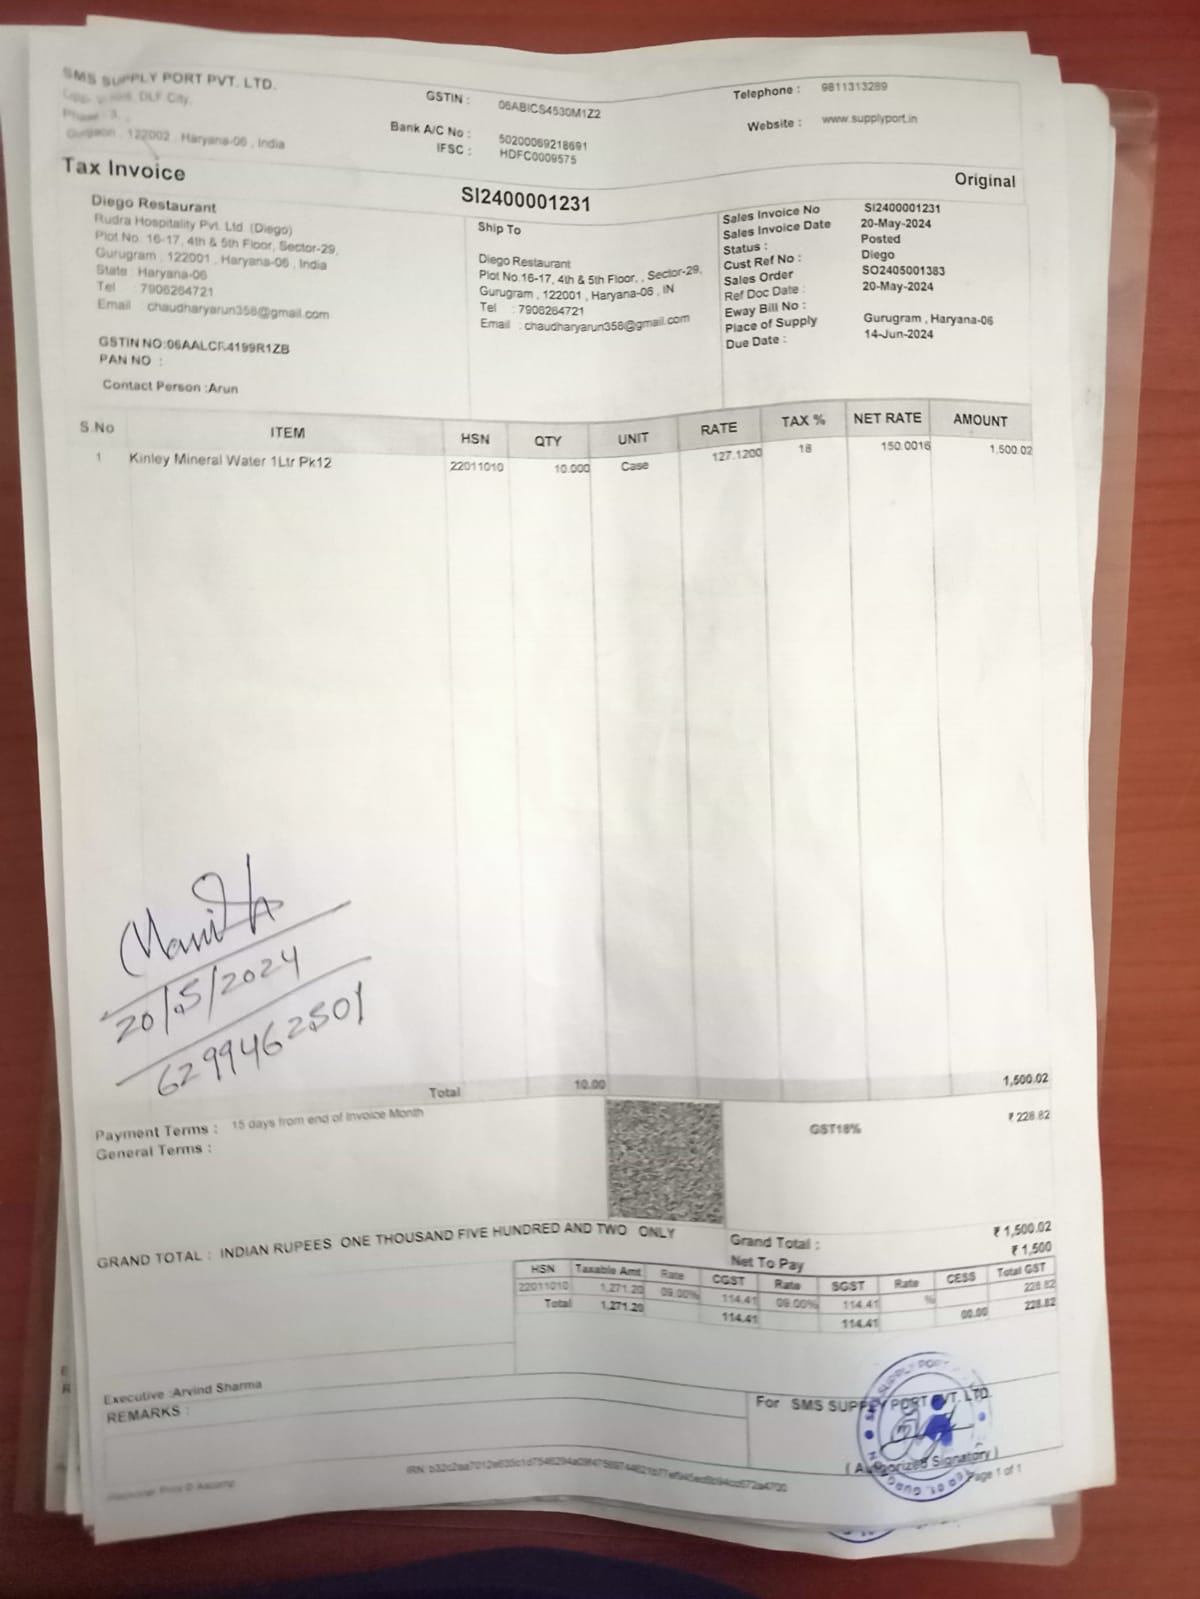 SMS SUPPLY PORT PVT. LTD.
DLF City,
Gurgaon , 122002 , Haryana-06 , India
GSTIN : 06ABICS4530M1Z2
Bank A/C No : 50200069218691
IFSC : HDFC0009575
Telephone : 9811313289
Website : www.supplyport.in
Tax Invoice
SI2400001231
Original
Diego Restaurant
Rudra Hospitality Pvt. Ltd. (Diego)
Plot No. 16-17, 4th & 5th Floor, Sector-29,
Gurugram , 122001 , Haryana-06 , India
State : Haryana-06
Tel : 7906264721
Email : chaudharyarun358@gmail.com
GSTIN NO:06AALCR4199R1ZB
PAN NO :
Contact Person :Arun
Ship To
Diego Restaurant
Plot No.16-17, 4th & 5th Floor, , Sector-29,
Gurugram , 122001 , Haryana-06 , IN
Tel : 7906264721
Email : chaudharyarun358@gmail.com
Sales Invoice No SI2400001231
Sales Invoice Date 20-May-2024
Status : Posted
Cust Ref No : Diego
Sales Order SO2405001383
Ref Doc Date : 20-May-2024
Eway Bill No :
Place of Supply Gurugram , Haryana-06
Due Date : 14-Jun-2024
S.No ITEM HSN QTY UNIT RATE TAX % NET RATE AMOUNT
1 Kinley Mineral Water 1Ltr Pk12 22011010 10.000 Case 127.1200 18 150.0016 1,500.02
20/5/2024
6299462501
Total 10.00 1,500.02
Payment Terms : 15 days from end of Invoice Month
General Terms :
GST18% ₹ 228.82
GRAND TOTAL : INDIAN RUPEES ONE THOUSAND FIVE HUNDRED AND TWO ONLY
Grand Total : ₹ 1,500.02
Net To Pay ₹ 1,500
HSN Taxable Amt Rate CGST Rate SGST Rate CESS Total GST
22011010 1,271.20 09.00% 114.41 09.00% 114.41 % 228.82
Total 1,271.20 114.41 114.41 00.00 228.82
Executive :Arvind Sharma
REMARKS :
For SMS SUPPLY PORT PVT. LTD.
( Authorized Signatory )
Page 1 of 1